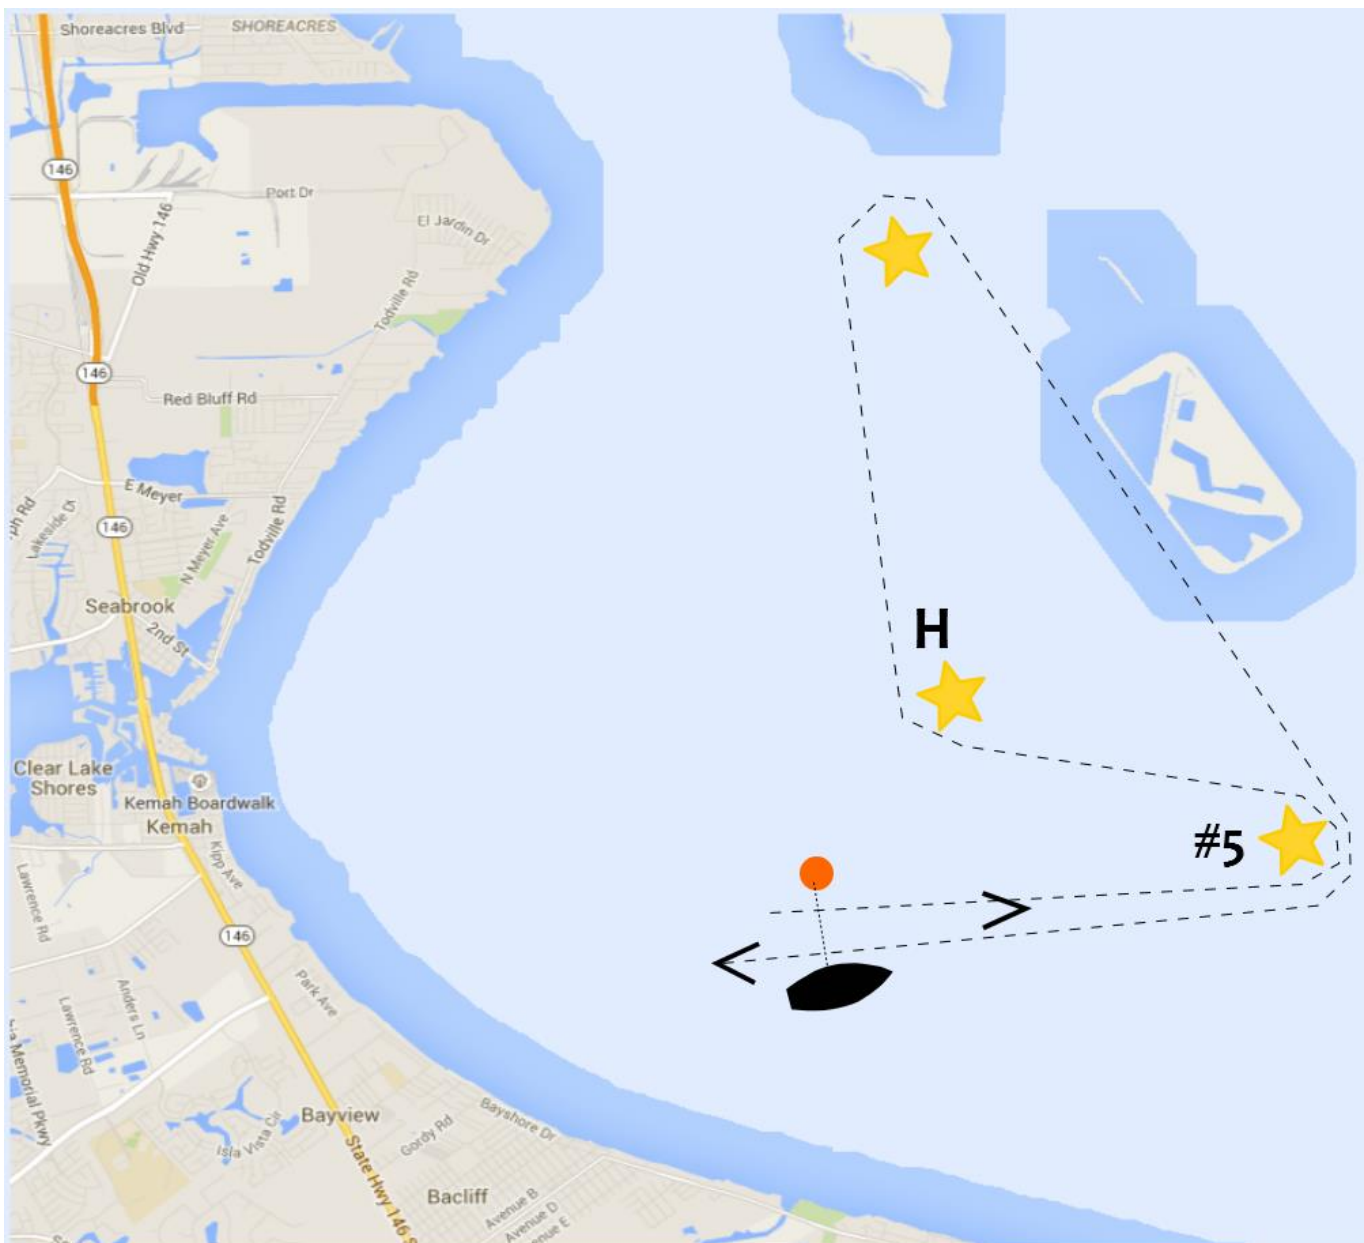 Shoreacres Blvd
SHOREACRES
146
Port Dr
Old Hwy 146
El Jardin Dr
Todville Rd
146
Red Bluff Rd
E Meyer
ph Rd
Lakeside Dr
146
N Meyer Ave
Todville Rd
Seabrook
2nd St
H
Clear Lake
Shores
Kemah Boardwalk
Kemah
#5
Kipp Ave
Lawrence Rd
146
Park Ave
Anders Ln
Lawrence Rd
Memorial Pkwy
Isla Vista Cir
Bayview
Bayshore Dr
Gordy Rd
State Hwy 146 S
Bacliff
Avenue B
Avenue D
Avenue E